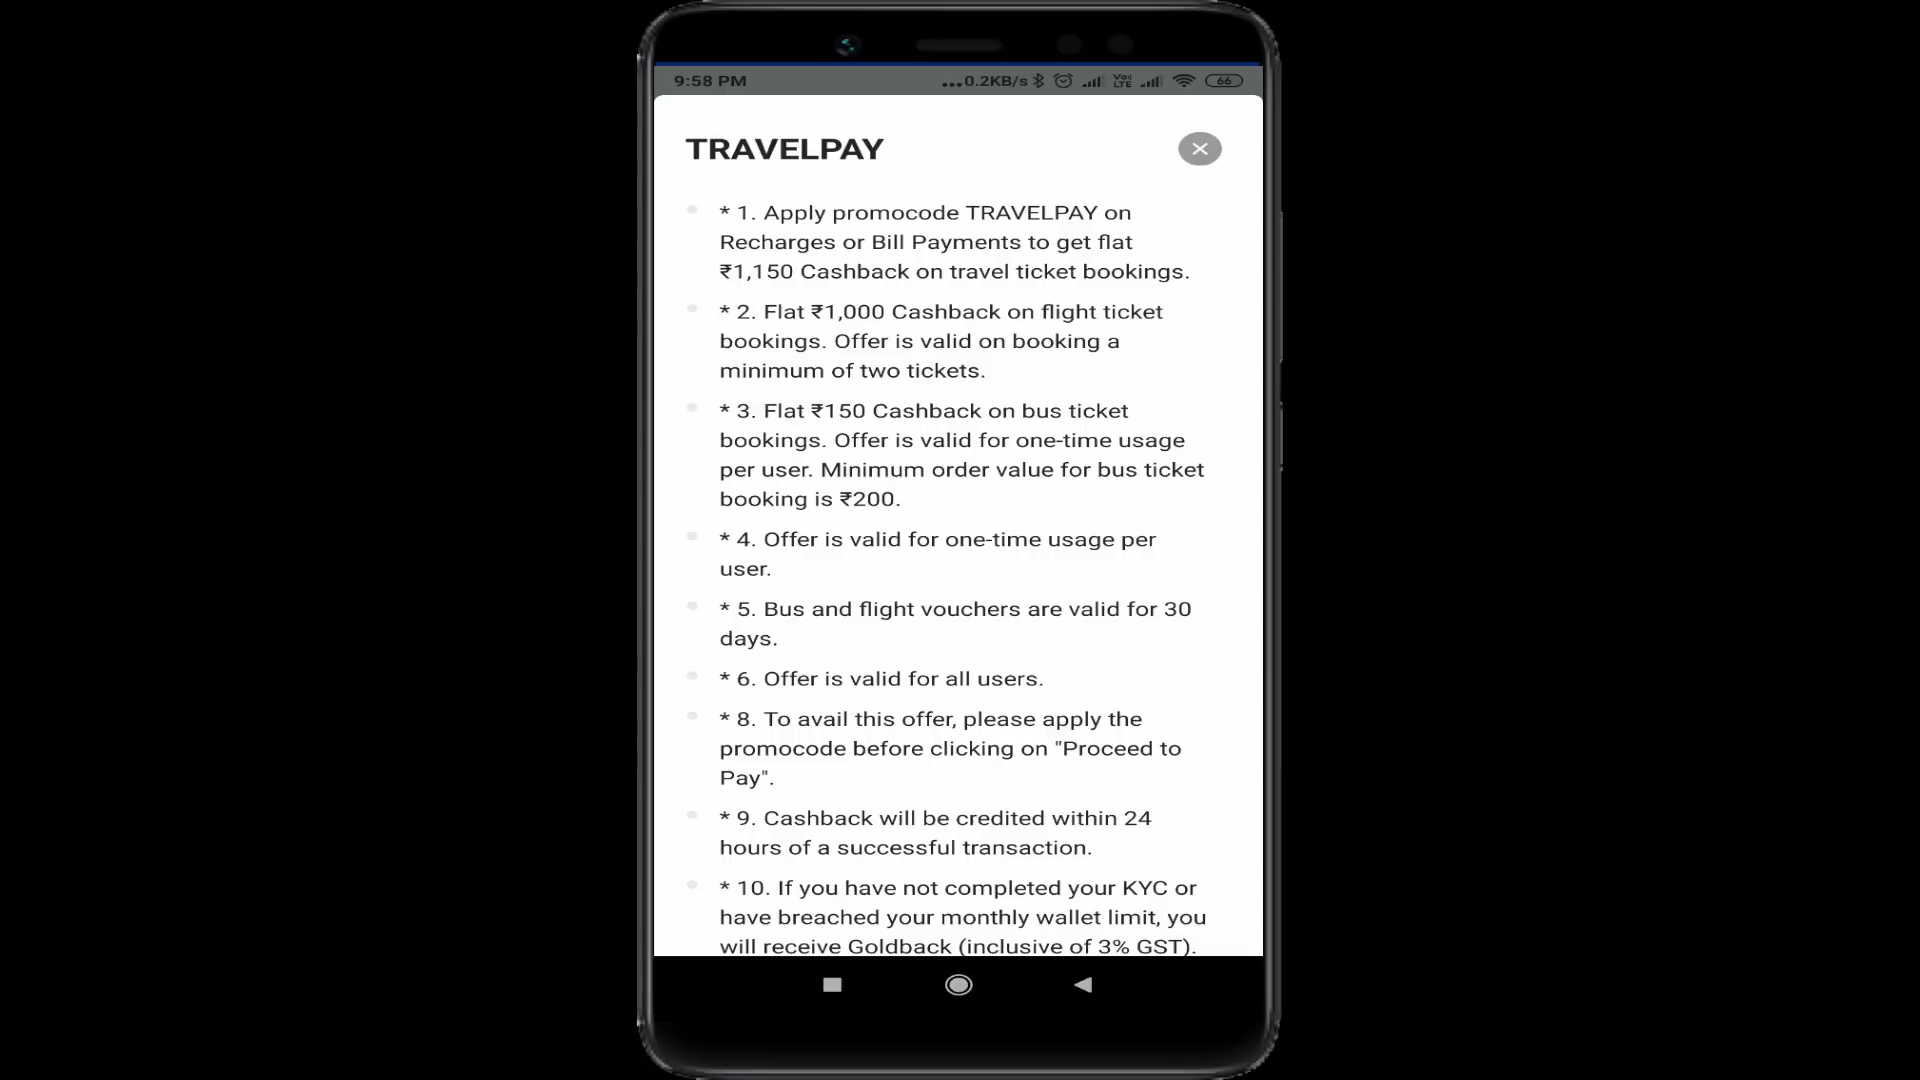 9:58 PM
...0.2KB/s Vo LTE 66
TRAVELPAY
* 1. Apply promocode TRAVELPAY on
Recharges or Bill Payments to get flat
₹1,150 Cashback on travel ticket bookings.
* 2. Flat ₹1,000 Cashback on flight ticket
bookings. Offer is valid on booking a
minimum of two tickets.
* 3. Flat ₹150 Cashback on bus ticket
bookings. Offer is valid for one-time usage
per user. Minimum order value for bus ticket
booking is ₹200.
* 4. Offer is valid for one-time usage per
user.
* 5. Bus and flight vouchers are valid for 30
days.
* 6. Offer is valid for all users.
* 8. To avail this offer, please apply the
promocode before clicking on "Proceed to
Pay".
* 9. Cashback will be credited within 24
hours of a successful transaction.
* 10. If you have not completed your KYC or
have breached your monthly wallet limit, you
will receive Goldback (inclusive of 3% GST).